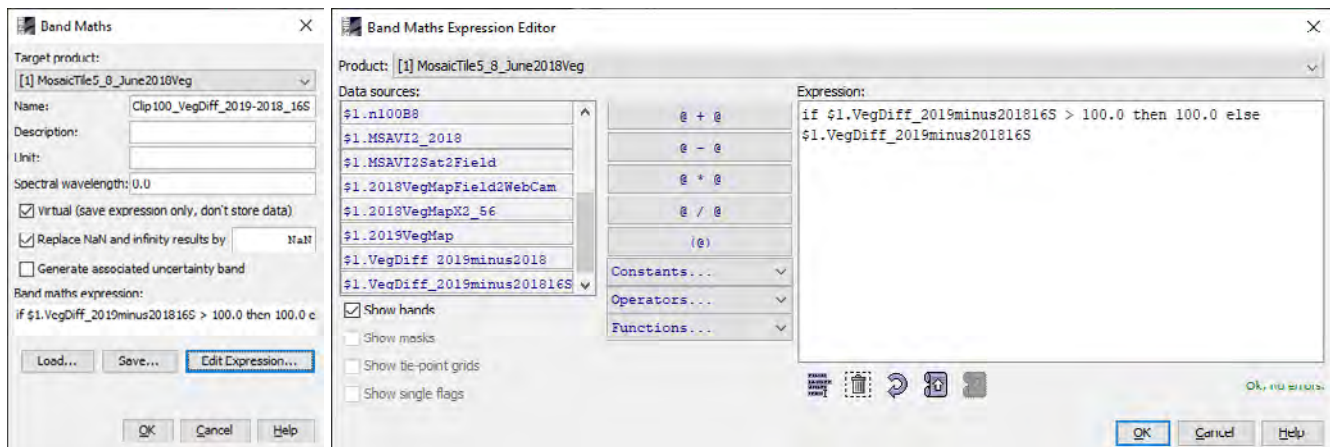 Band Maths
Target product:
[1] MosaicTile5_8_June2018Veg
Name: Clip100_VegDiff_2019-2018_16S
Description:
Unit:
Spectral wavelength: 0.0
Virtual (save expression only, don't store data)
Replace NaN and infinity results by NaN
Generate associated uncertainty band
Band maths expression:
if $1.VegDiff_2019minus201816S > 100.0 then 100.0 e
Load... Save... Edit Expression...
OK Cancel Help
Band Maths Expression Editor
Product: [1] MosaicTile5_8_June2018Veg
Data sources:
$1.n100B8
$1.MSAVI2_2018
$1.MSAVI2Sat2Field
$1.2018VegMapField2WebCam
$1.2018VegMapX2_56
$1.2019VegMap
$1.VegDiff 2019minus2018
$1.VegDiff_2019minus201816S
Show bands
Show masks
Show tie-point grids
Show single flags
@ + @
@ - @
@ * @
@ / @
(@)
Constants...
Operators...
Functions...
Expression:
if $1.VegDiff_2019minus201816S > 100.0 then 100.0 else
$1.VegDiff_2019minus201816S
Ok, no errors.
OK Cancel Help